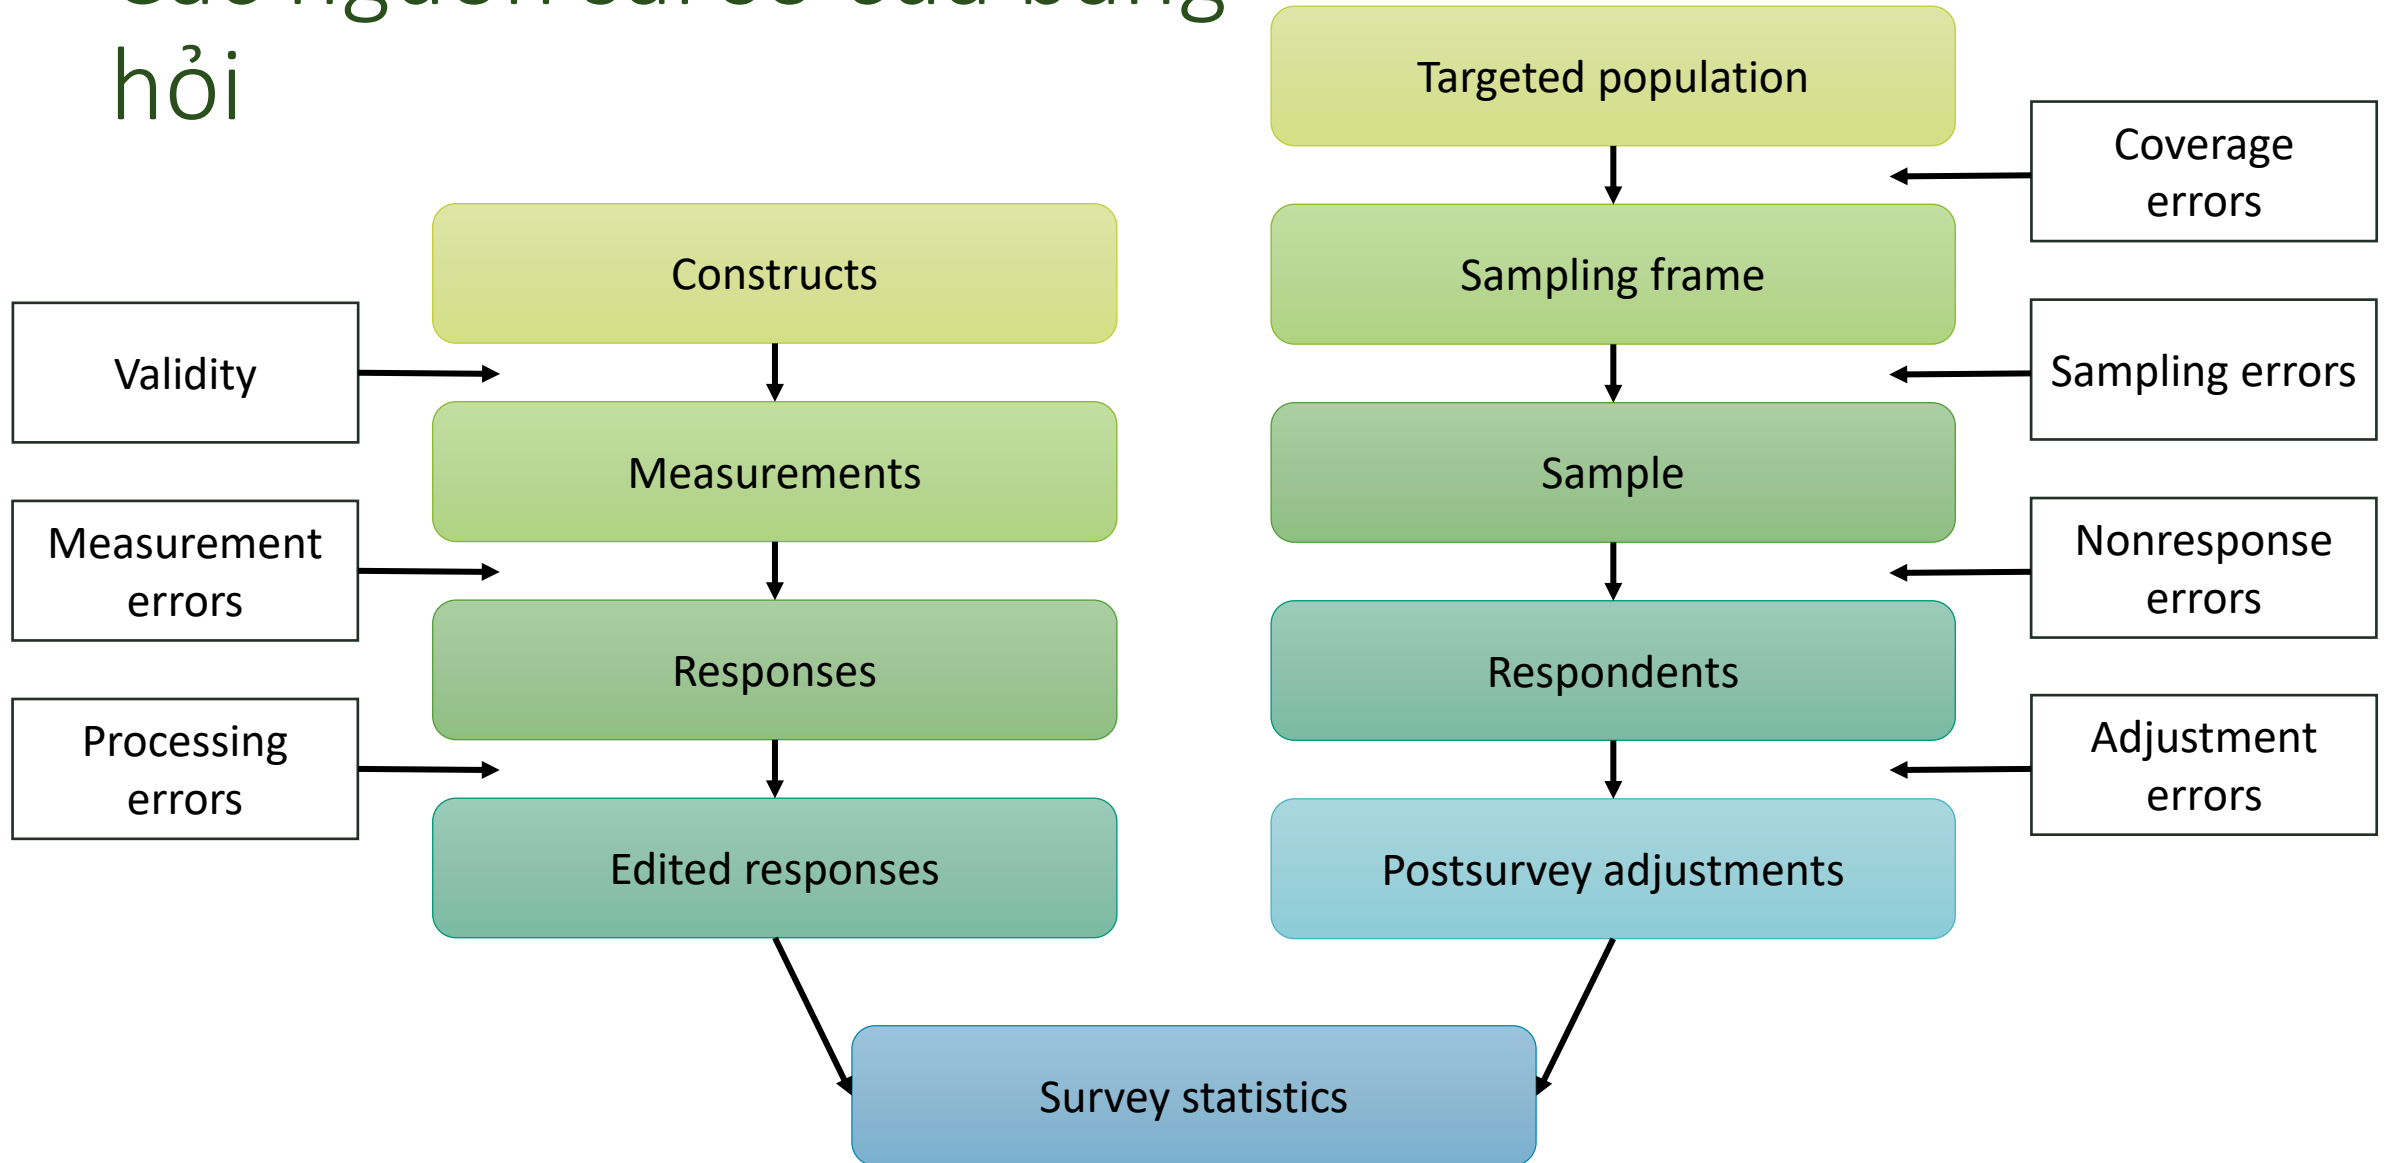 hỏi
Targeted population
Coverage
errors
Constructs
Sampling frame
Validity
Sampling errors
Measurements
Sample
Measurement
errors
Nonresponse
errors
Responses
Respondents
Processing
errors
Adjustment
errors
Edited responses
Postsurvey adjustments
Survey statistics